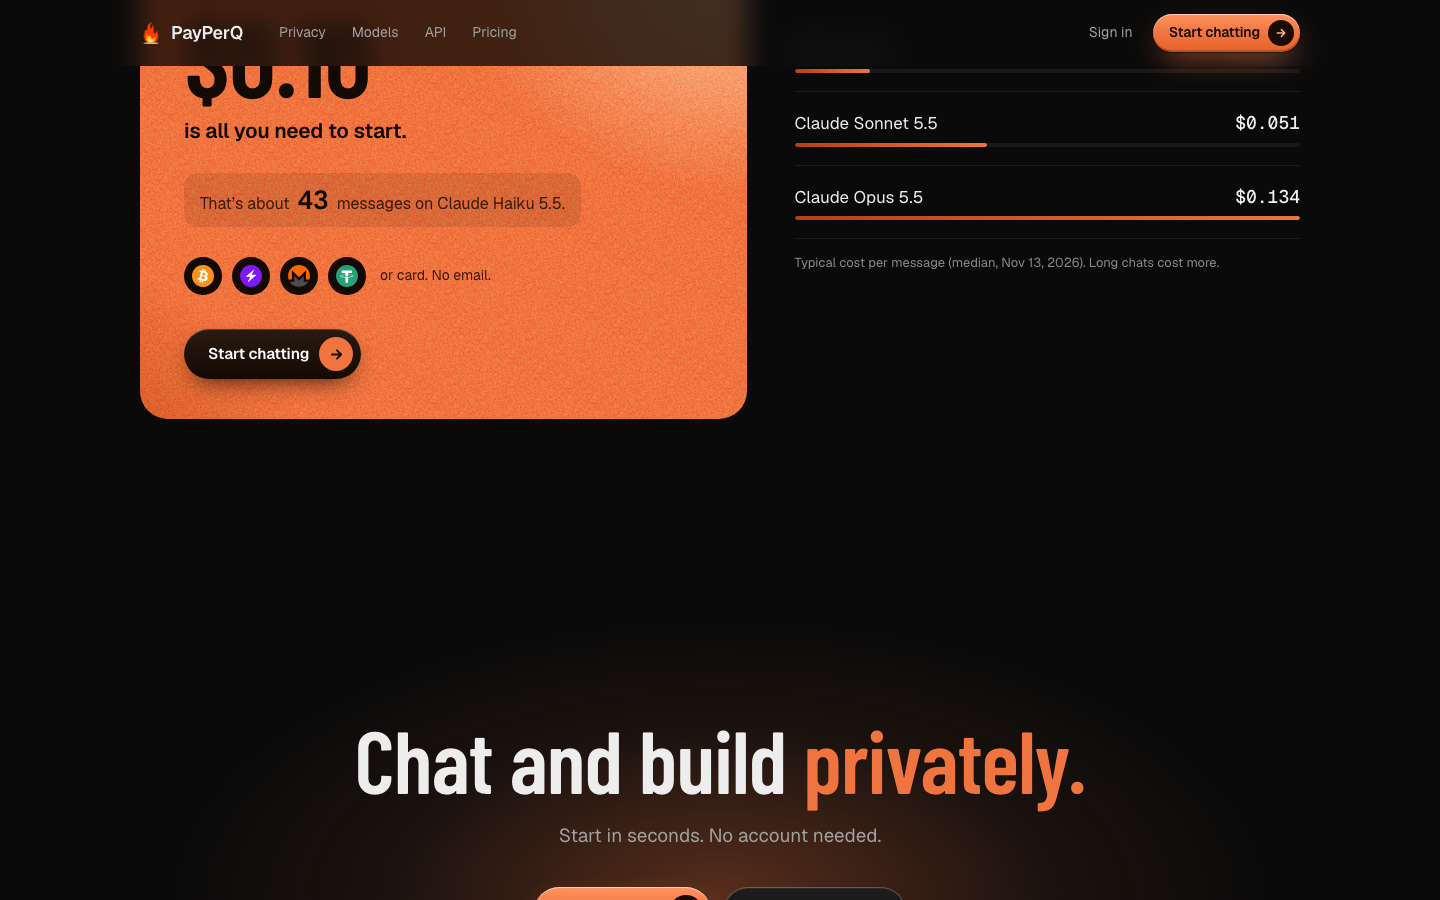 PayPerQ
Privacy
Models
API
Pricing
Sign in
Start chatting
$0.10
is all you need to start.
That's about 43 messages on Claude Haiku 5.5.
or card. No email.
Start chatting
Claude Sonnet 5.5
$0.051
Claude Opus 5.5
$0.134
Typical cost per message (median, Nov 13, 2026). Long chats cost more.
Chat and build privately.
Start in seconds. No account needed.